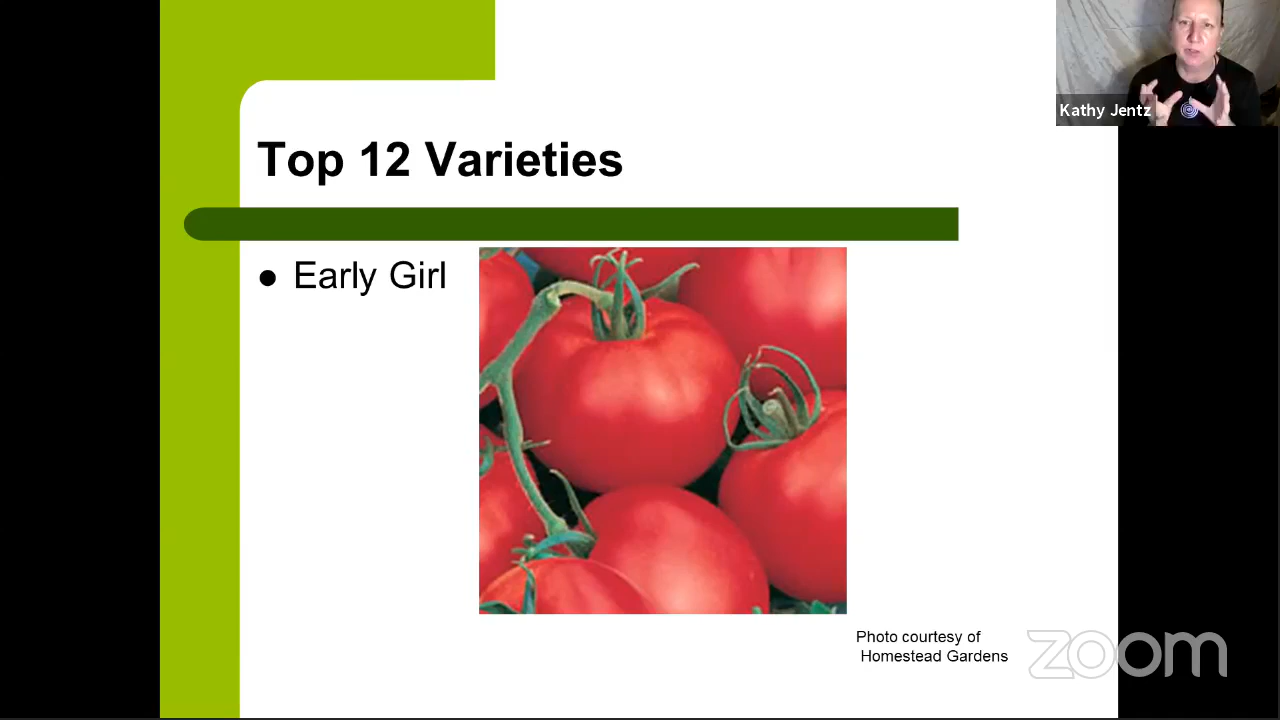 Kathy Jentz
Top 12 Varieties
● Early Girl
Photo courtesy of
Homestead Gardens
zoom